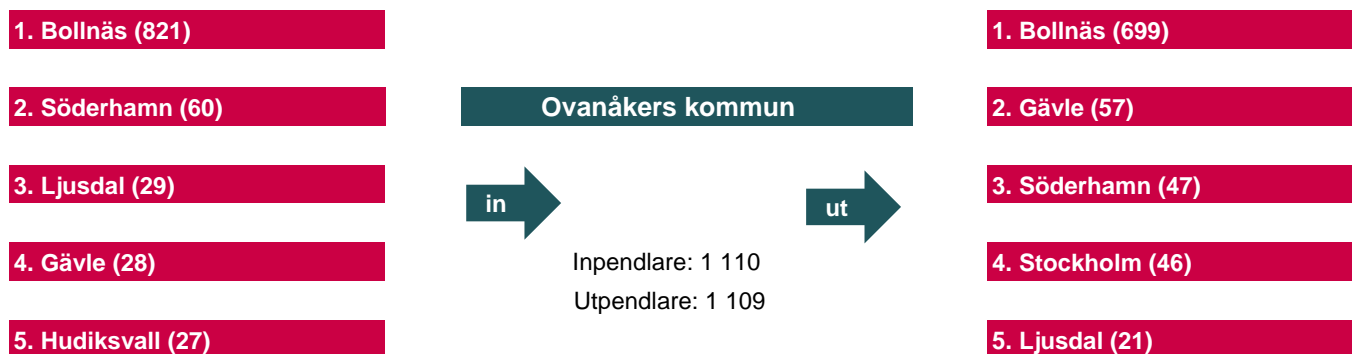 1. Bollnäs (821)
2. Söderhamn (60)
3. Ljusdal (29)
4. Gävle (28)
5. Hudiksvall (27)
Ovanåkers kommun
in
ut
Inpendlare: 1 110
Utpendlare: 1 109
1. Bollnäs (699)
2. Gävle (57)
3. Söderhamn (47)
4. Stockholm (46)
5. Ljusdal (21)